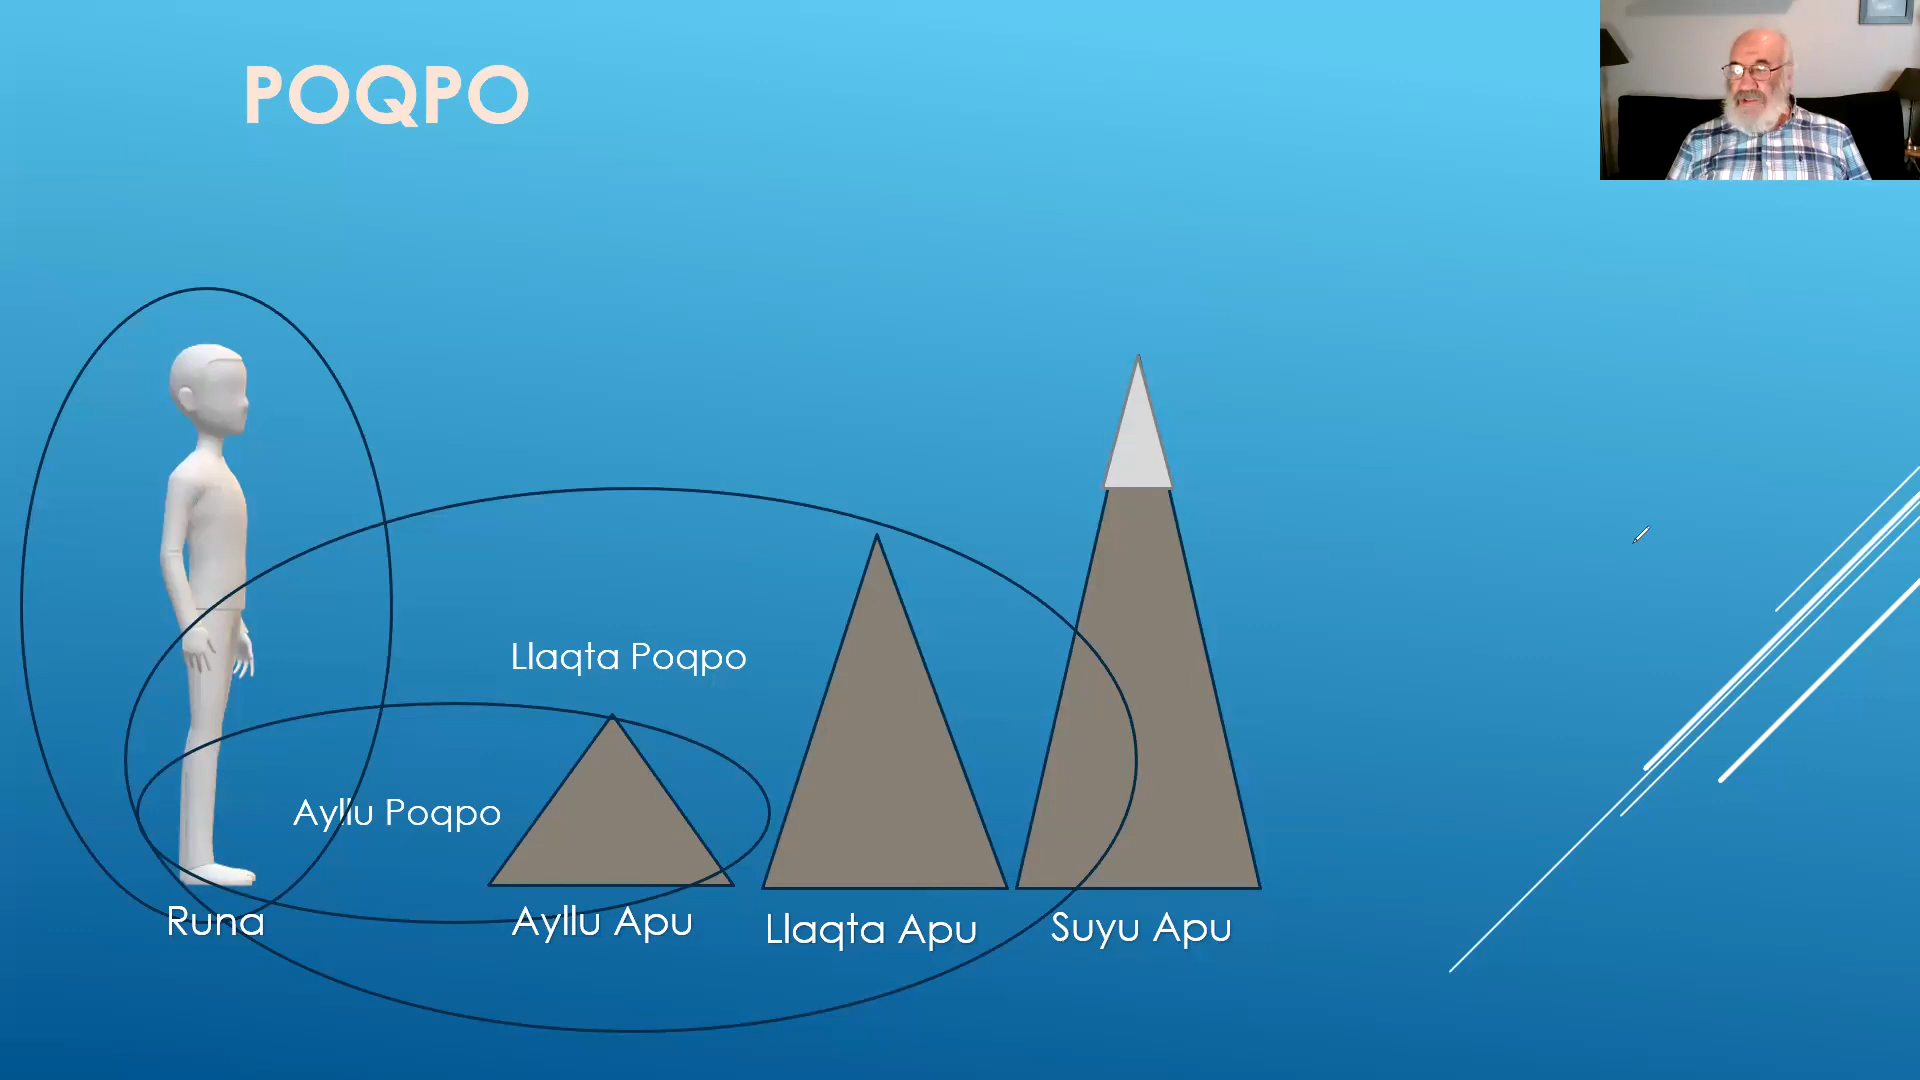 POQPO
Llaqta Poqpo
Ayllu Poqpo
Runa
Ayllu Apu
Llaqta Apu
Suyu Apu